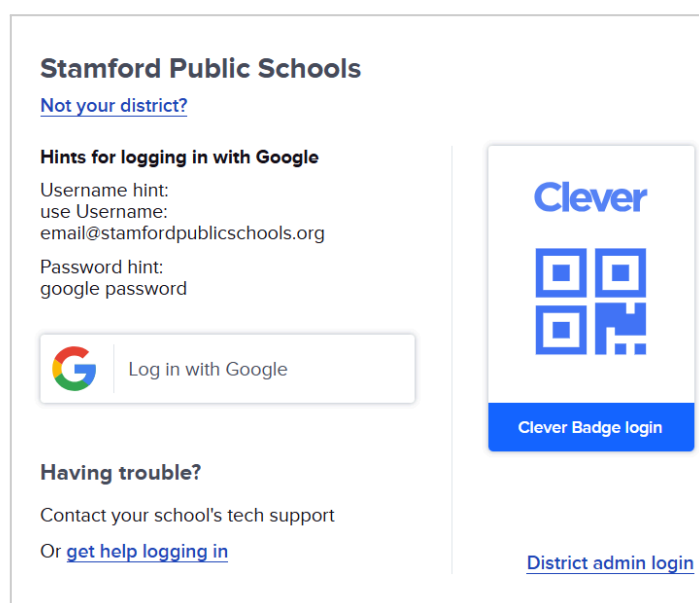 Stamford Public Schools
Not your district?
Hints for logging in with Google
Username hint:
use Username:
email@stamfordpublicschools.org
Password hint:
google password
Log in with Google
Having trouble?
Contact your school's tech support
Or get help logging in
Clever
Clever Badge login
District admin login